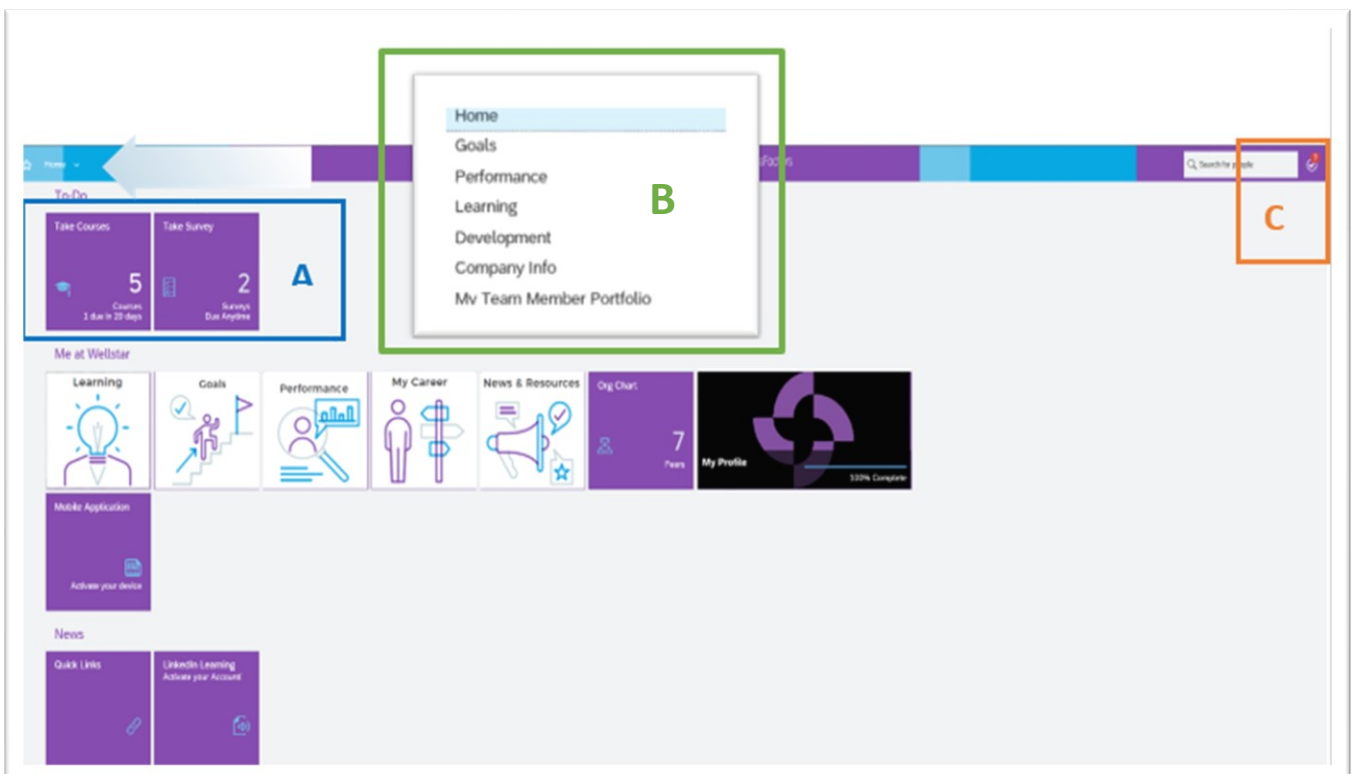 Home
Goals
Performance
Learning
Development
Company Info
My Team Member Portfolio
B
Home
Search for people
C
To-Do
Take Courses
5
Courses
1 due in 20 days
Take Survey
2
Surveys
Due Anytime
A
Me at Wellstar
Learning
Goals
Performance
My Career
News & Resources
Org Chart
7
Peers
My Profile
100% Complete
Mobile Application
Activate your device
News
Quick Links
LinkedIn Learning
Activate your Account!